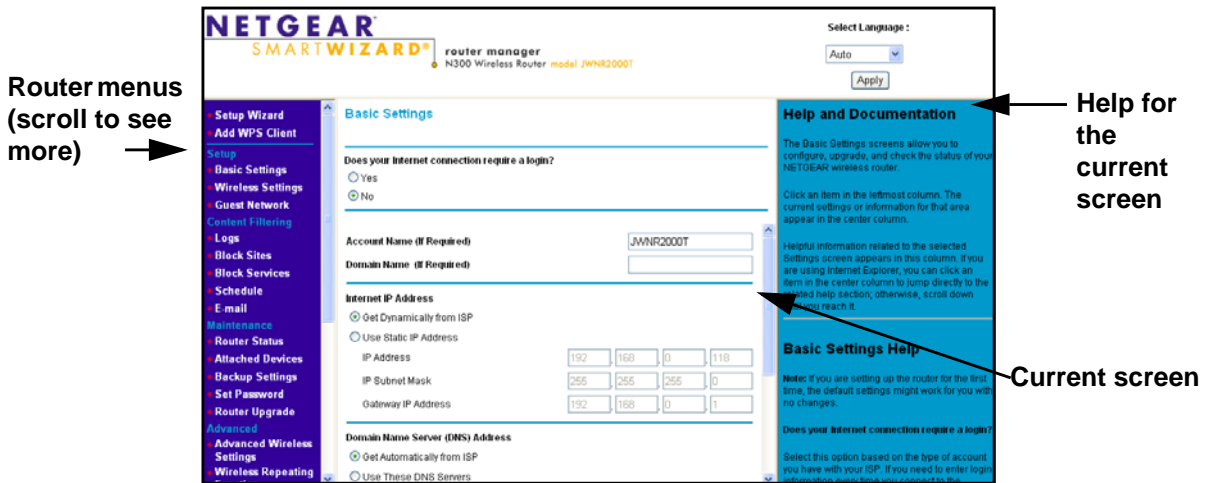 NETGEAR
SMARTWIZARD®
router manager
N300 Wireless Router model JWNR2000T
Select Language :
Auto
Apply
Router menus
(scroll to see
more)
Setup Wizard
Add WPS Client
Setup
Basic Settings
Wireless Settings
Guest Network
Content Filtering
Logs
Block Sites
Block Services
Schedule
E-mail
Maintenance
Router Status
Attached Devices
Backup Settings
Set Password
Router Upgrade
Advanced
Advanced Wireless
Settings
Wireless Repeating
Basic Settings
Does your Internet connection require a login?
Yes
No
Account Name (If Required) JWNR2000T
Domain Name (If Required)
Internet IP Address
Get Dynamically from ISP
Use Static IP Address
IP Address 192 . 168 . 0 . 118
IP Subnet Mask 255 . 255 . 255 . 0
Gateway IP Address 192 . 168 . 0 . 1
Domain Name Server (DNS) Address
Get Automatically from ISP
Use These DNS Servers
Help and Documentation
The Basic Settings screens allow you to
configure, upgrade, and check the status of your
NETGEAR wireless router.
Click an item in the leftmost column. The
current settings or information for that area
appear in the center column.
Helpful information related to the selected
Settings screen appears in this column. If you
are using Internet Explorer, you can click an
item in the center column to jump directly to the
related help section; otherwise, scroll down
you reach it.
Basic Settings Help
Note: If you are setting up the router for the first
time, the default settings might work for you with
no changes.
Does your Internet connection require a login?
Select this option based on the type of account
you have with your ISP. If you need to enter login
information every time you connect to the
Help for
the
current
screen
Current screen